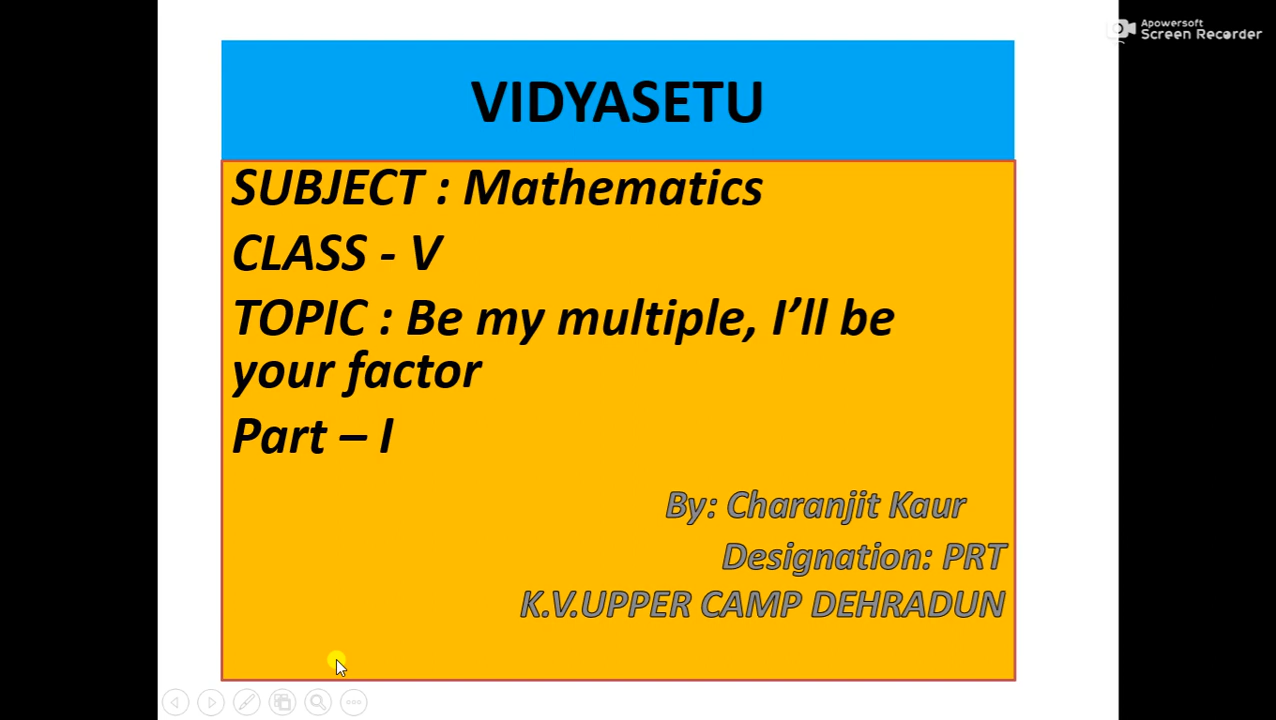 Apowersoft
Screen Recorder
VIDYASETU
SUBJECT : Mathematics
CLASS - V
TOPIC : Be my multiple, I’ll be
your factor
Part – I
By: Charanjit Kaur
Designation: PRT
K.V.UPPER CAMP DEHRADUN